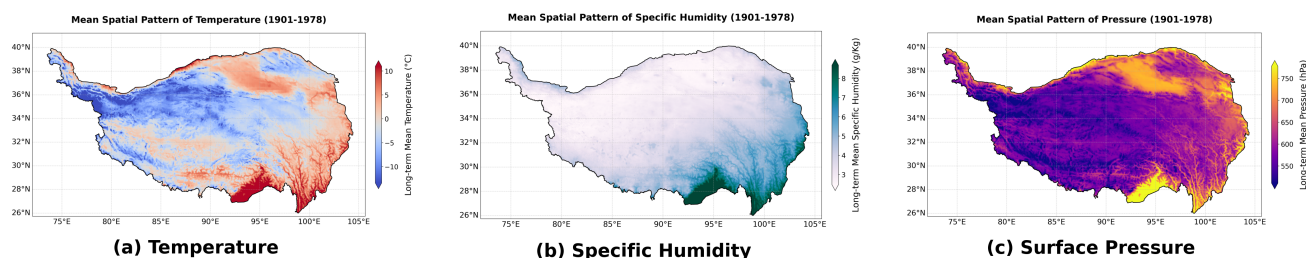 Mean Spatial Pattern of Temperature (1901-1978)
40°N
38°N
36°N
34°N
32°N
30°N
28°N
26°N
75°E 80°E 85°E 90°E 95°E 100°E
10
5
0
−5
−10
Long-term Mean Temperature (°C)
(a) Temperature
Mean Spatial Pattern of Specific Humidity (1901-1978)
40°N
38°N
36°N
34°N
32°N
30°N
28°N
26°N
75°E 80°E 85°E 90°E 95°E 100°E
8
7
6
5
4
3
Long-term Mean Specific Humidity (g/Kg)
(b) Specific Humidity
Mean Spatial Pattern of Pressure (1901-1978)
40°N
38°N
36°N
34°N
32°N
30°N
28°N
26°N
75°E 80°E 85°E 90°E 95°E 100°E
750
700
650
600
550
Long-term Mean Pressure (hPa)
(c) Surface Pressure